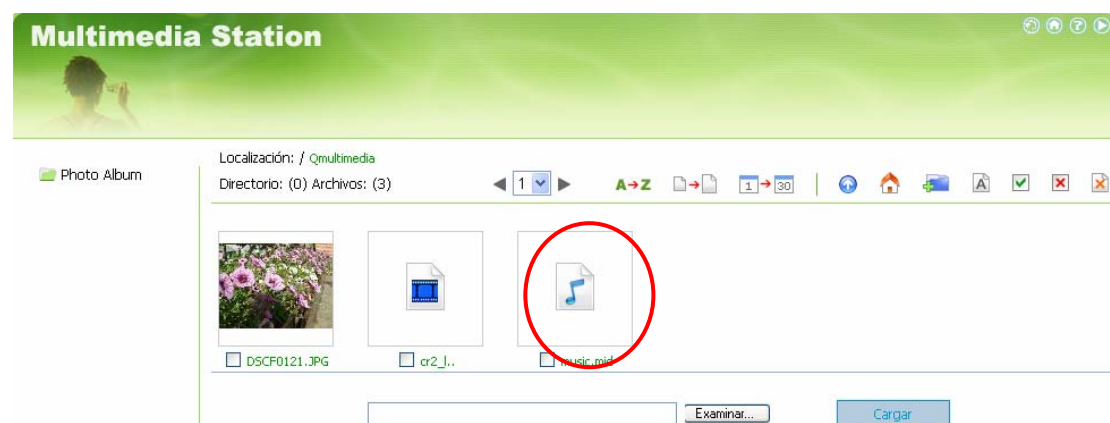 Multimedia Station
Photo Album
Localización: / Qmultimedia
Directorio: (0) Archivos: (3)
1
A→Z
1→30
A
DSCF0121.JPG
cr2_l..
music.mid
Examinar...
Cargar